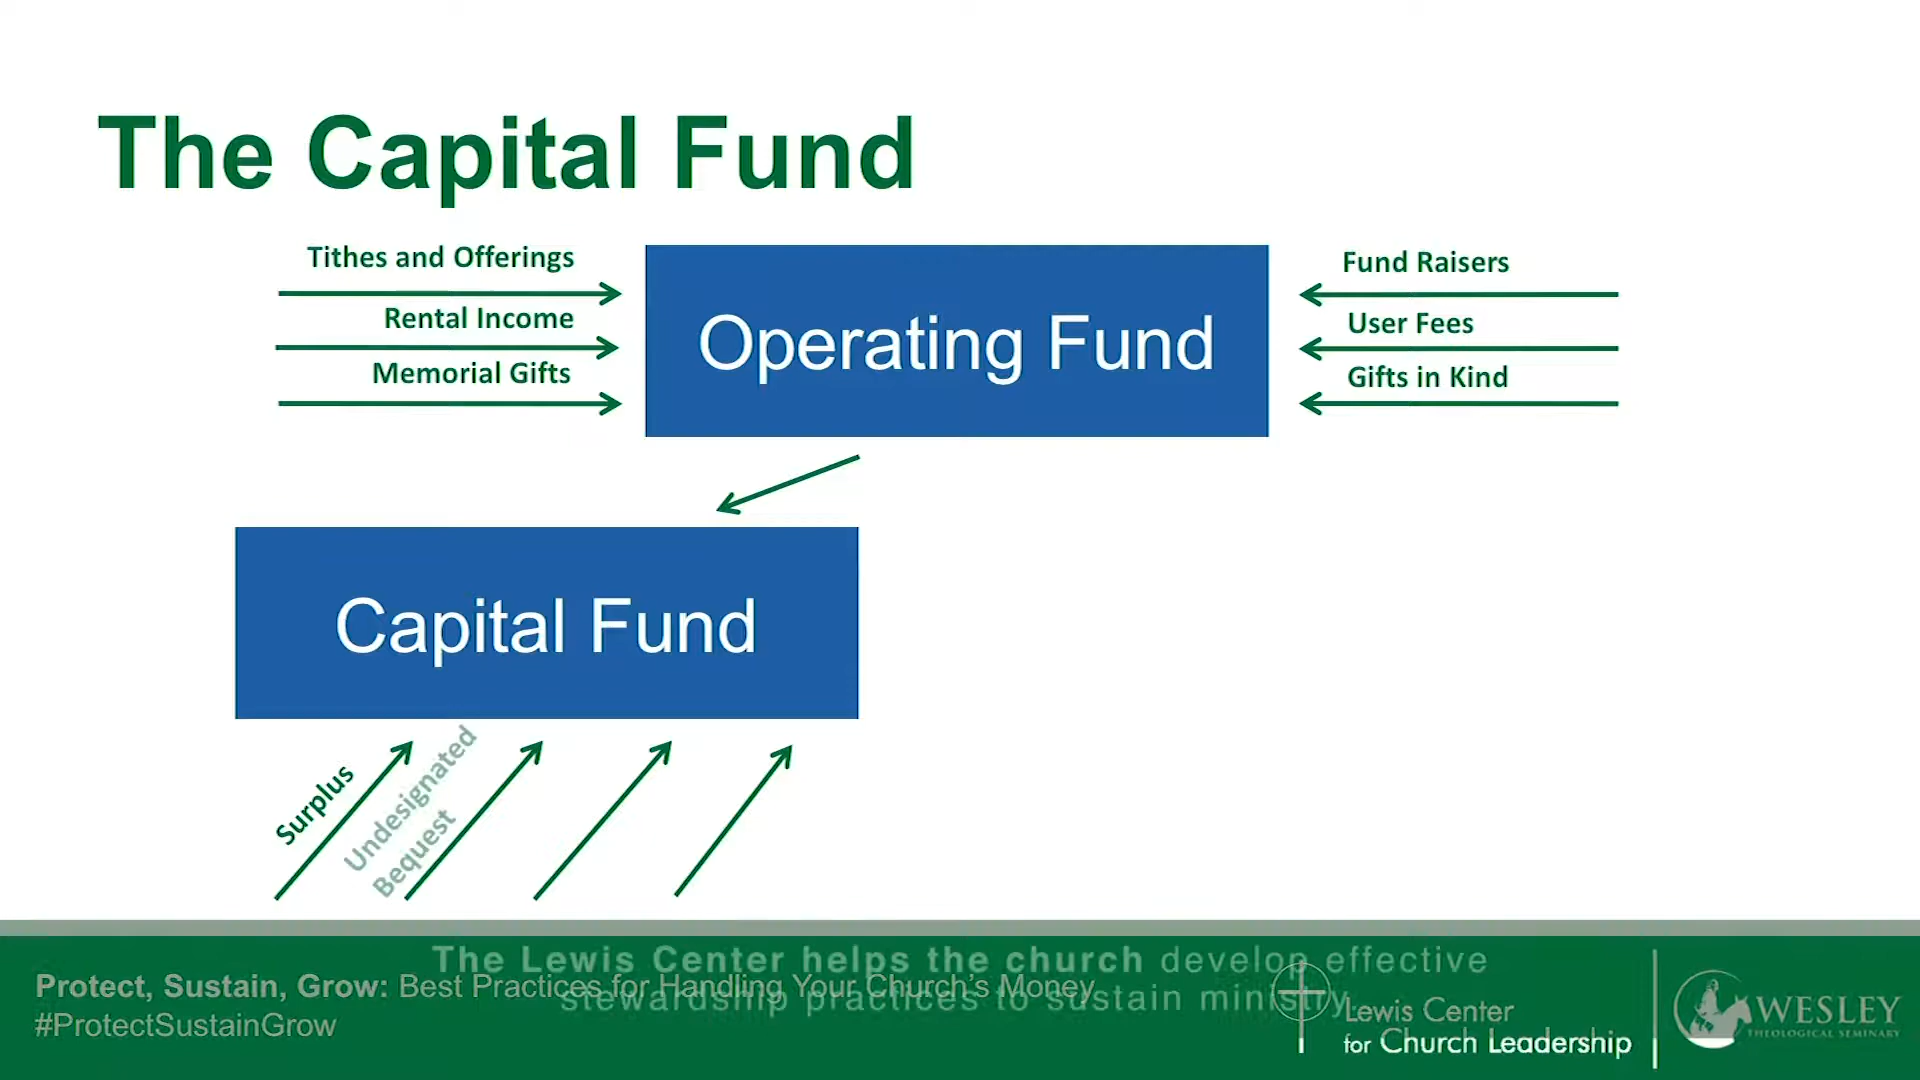 The Capital Fund
Tithes and Offerings
Rental Income
Memorial Gifts
Operating Fund
Fund Raisers
User Fees
Gifts in Kind
Capital Fund
Surplus
Undesignated
Bequest
The Lewis Center helps the church develop effective
stewardship practices to sustain ministry.
Protect, Sustain, Grow: Best Practices for Handling Your Church's Money
#ProtectSustainGrow
Lewis Center
for Church Leadership
WESLEY
THEOLOGICAL SEMINARY